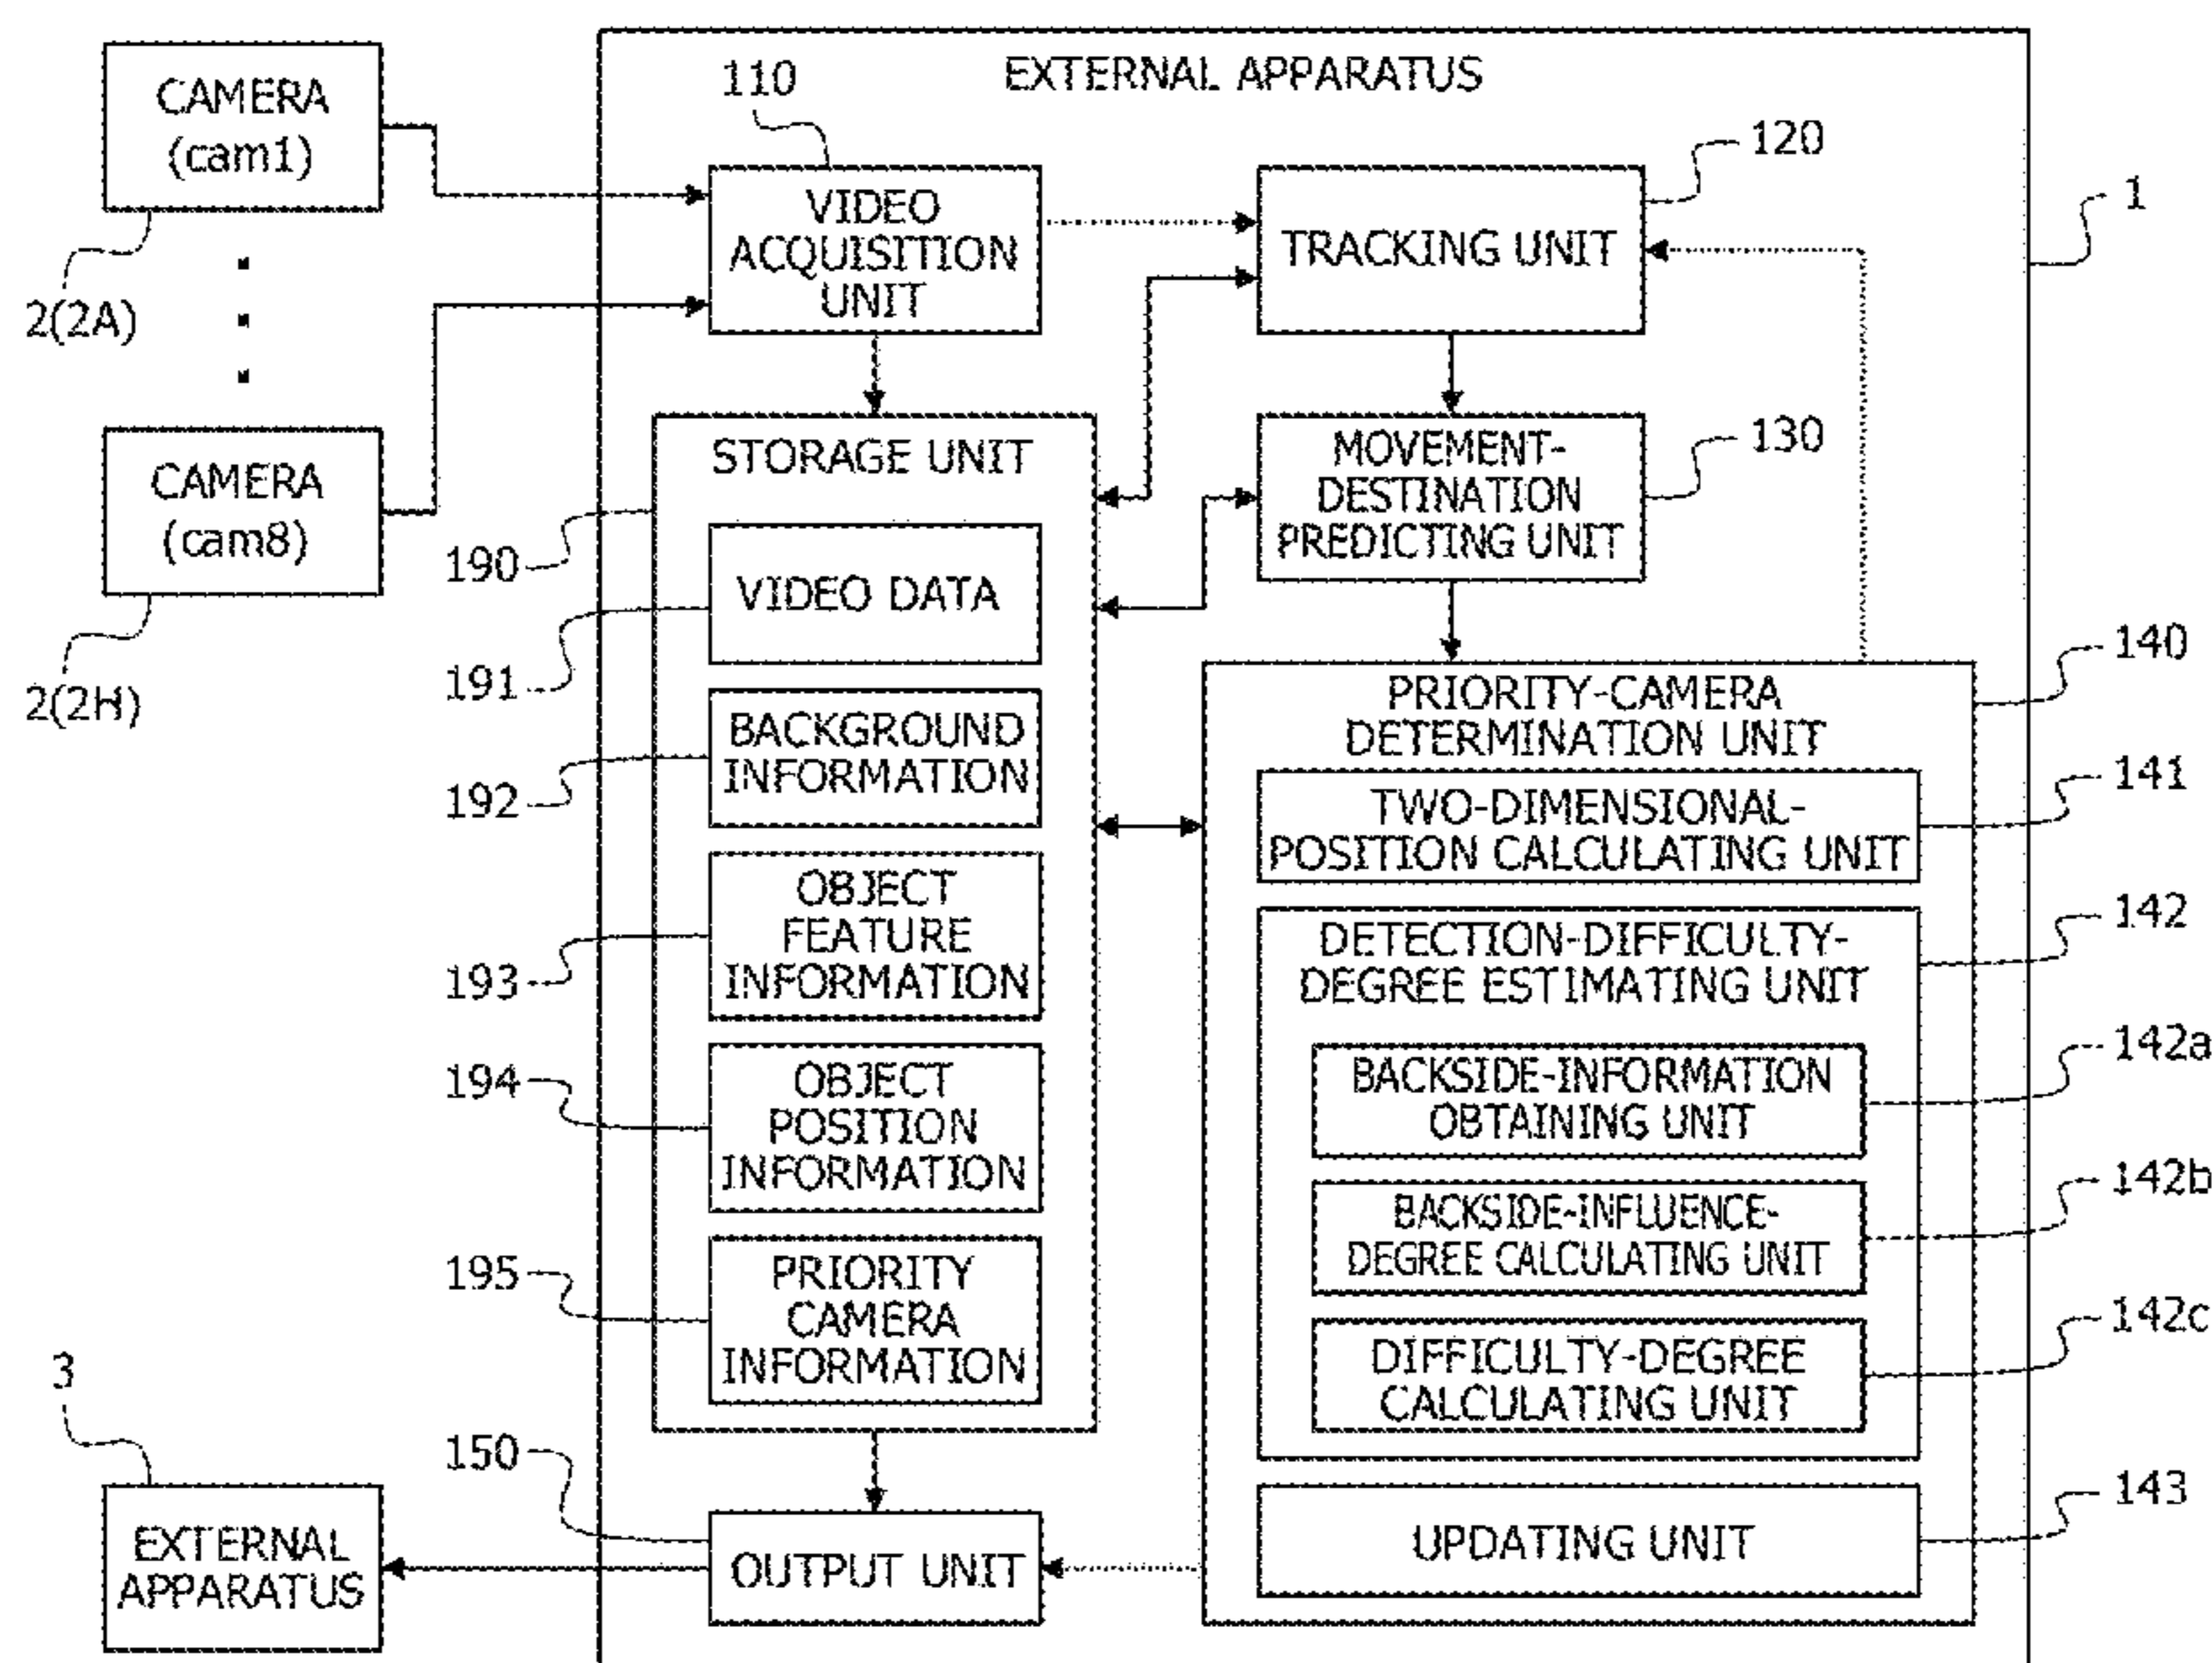 EXTERNAL APPARATUS
1
CAMERA
(cam1)
2(2A)
CAMERA
(cam8)
2(2H)
110
VIDEO
ACQUISITION
UNIT
120
TRACKING UNIT
130
MOVEMENT-
DESTINATION
PREDICTING UNIT
190
STORAGE UNIT
191
VIDEO DATA
192
BACKGROUND
INFORMATION
193
OBJECT
FEATURE
INFORMATION
194
OBJECT
POSITION
INFORMATION
195
PRIORITY
CAMERA
INFORMATION
140
PRIORITY-CAMERA
DETERMINATION UNIT
141
TWO-DIMENSIONAL-
POSITION CALCULATING UNIT
142
DETECTION-DIFFICULTY-
DEGREE ESTIMATING UNIT
142a
BACKSIDE-INFORMATION
OBTAINING UNIT
142b
BACKSIDE-INFLUENCE-
DEGREE CALCULATING UNIT
142c
DIFFICULTY-DEGREE
CALCULATING UNIT
143
UPDATING UNIT
150
OUTPUT UNIT
3
EXTERNAL
APPARATUS